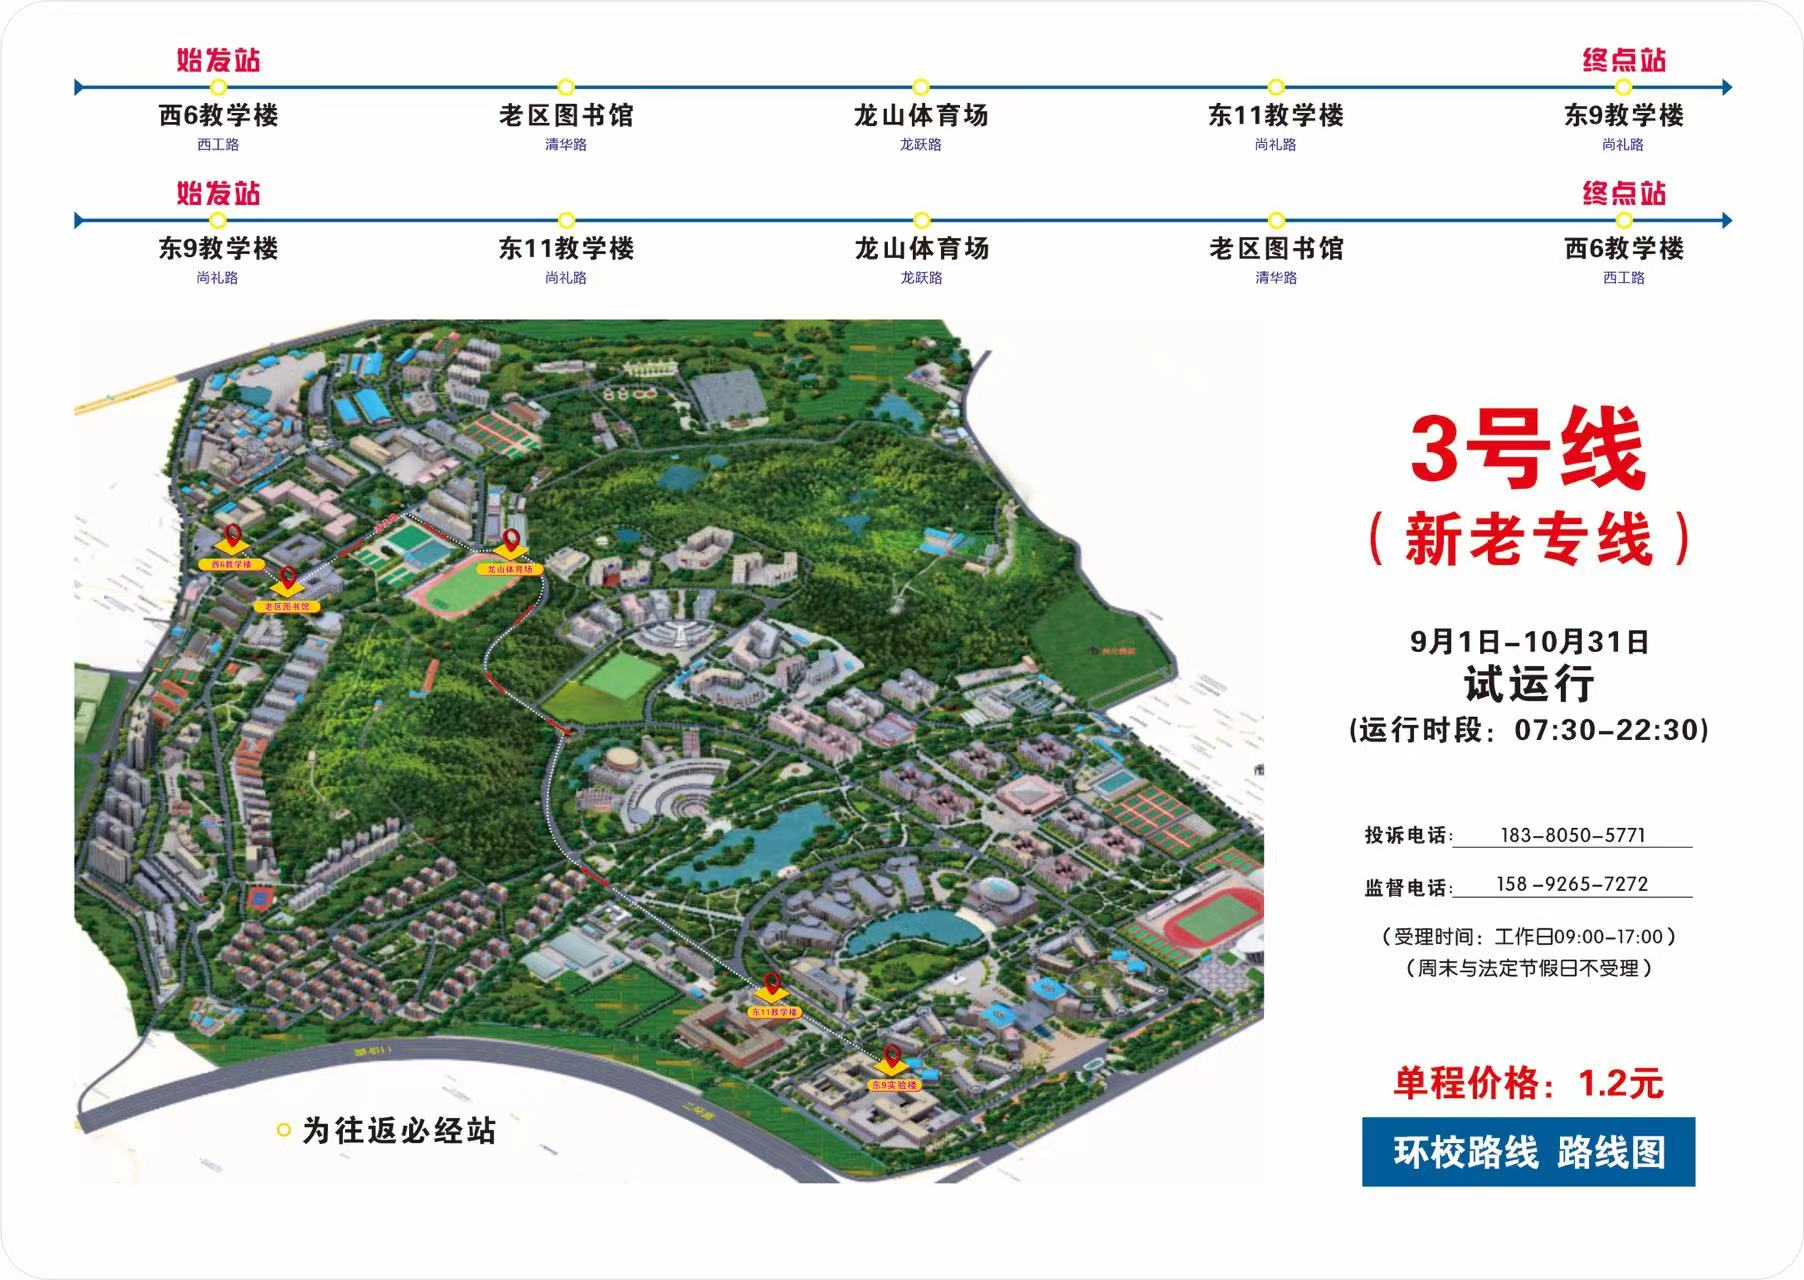 始发站
终点站
西6教学楼
老区图书馆
龙山体育场
东11教学楼
东9教学楼
西工路
清华路
龙跃路
尚礼路
尚礼路
始发站
终点站
东9教学楼
东11教学楼
龙山体育场
老区图书馆
西6教学楼
尚礼路
尚礼路
龙跃路
清华路
西工路
3号线
（新老专线）
9月1日-10月31日
试运行
(运行时段：07:30-22:30)
投诉电话: 183-8050-5771
监督电话: 158-9265-7272
（受理时间：工作日09:00-17:00）
（周末与法定节假日不受理）
单程价格：1.2元
环校路线 路线图
西6教学楼
老区图书馆
龙山体育场
东11教学楼
东9实验楼
为往返必经站